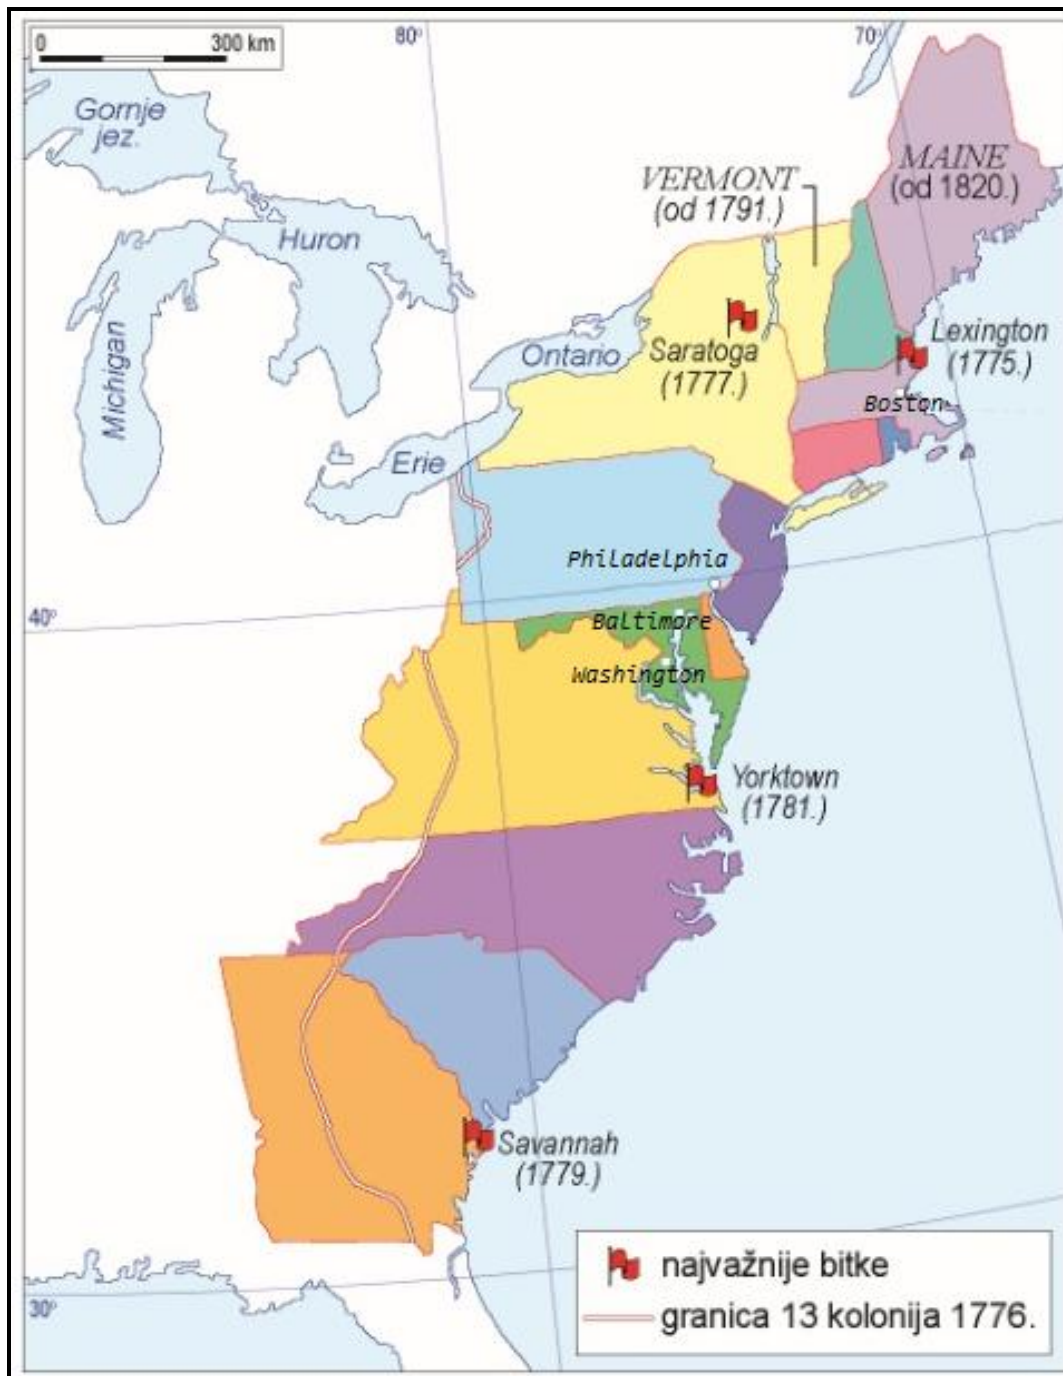 0 300 km
80°
70°
Gornje
jez.
Huron
Michigan
VERMONT
(od 1791.)
MAINE
(od 1820.)
Ontario
Saratoga
(1777.)
Lexington
(1775.)
Boston
Erie
Philadelphia
40°
Baltimore
Washington
Yorktown
(1781.)
Savannah
(1779.)
30°
najvažnije bitke
granica 13 kolonija 1776.